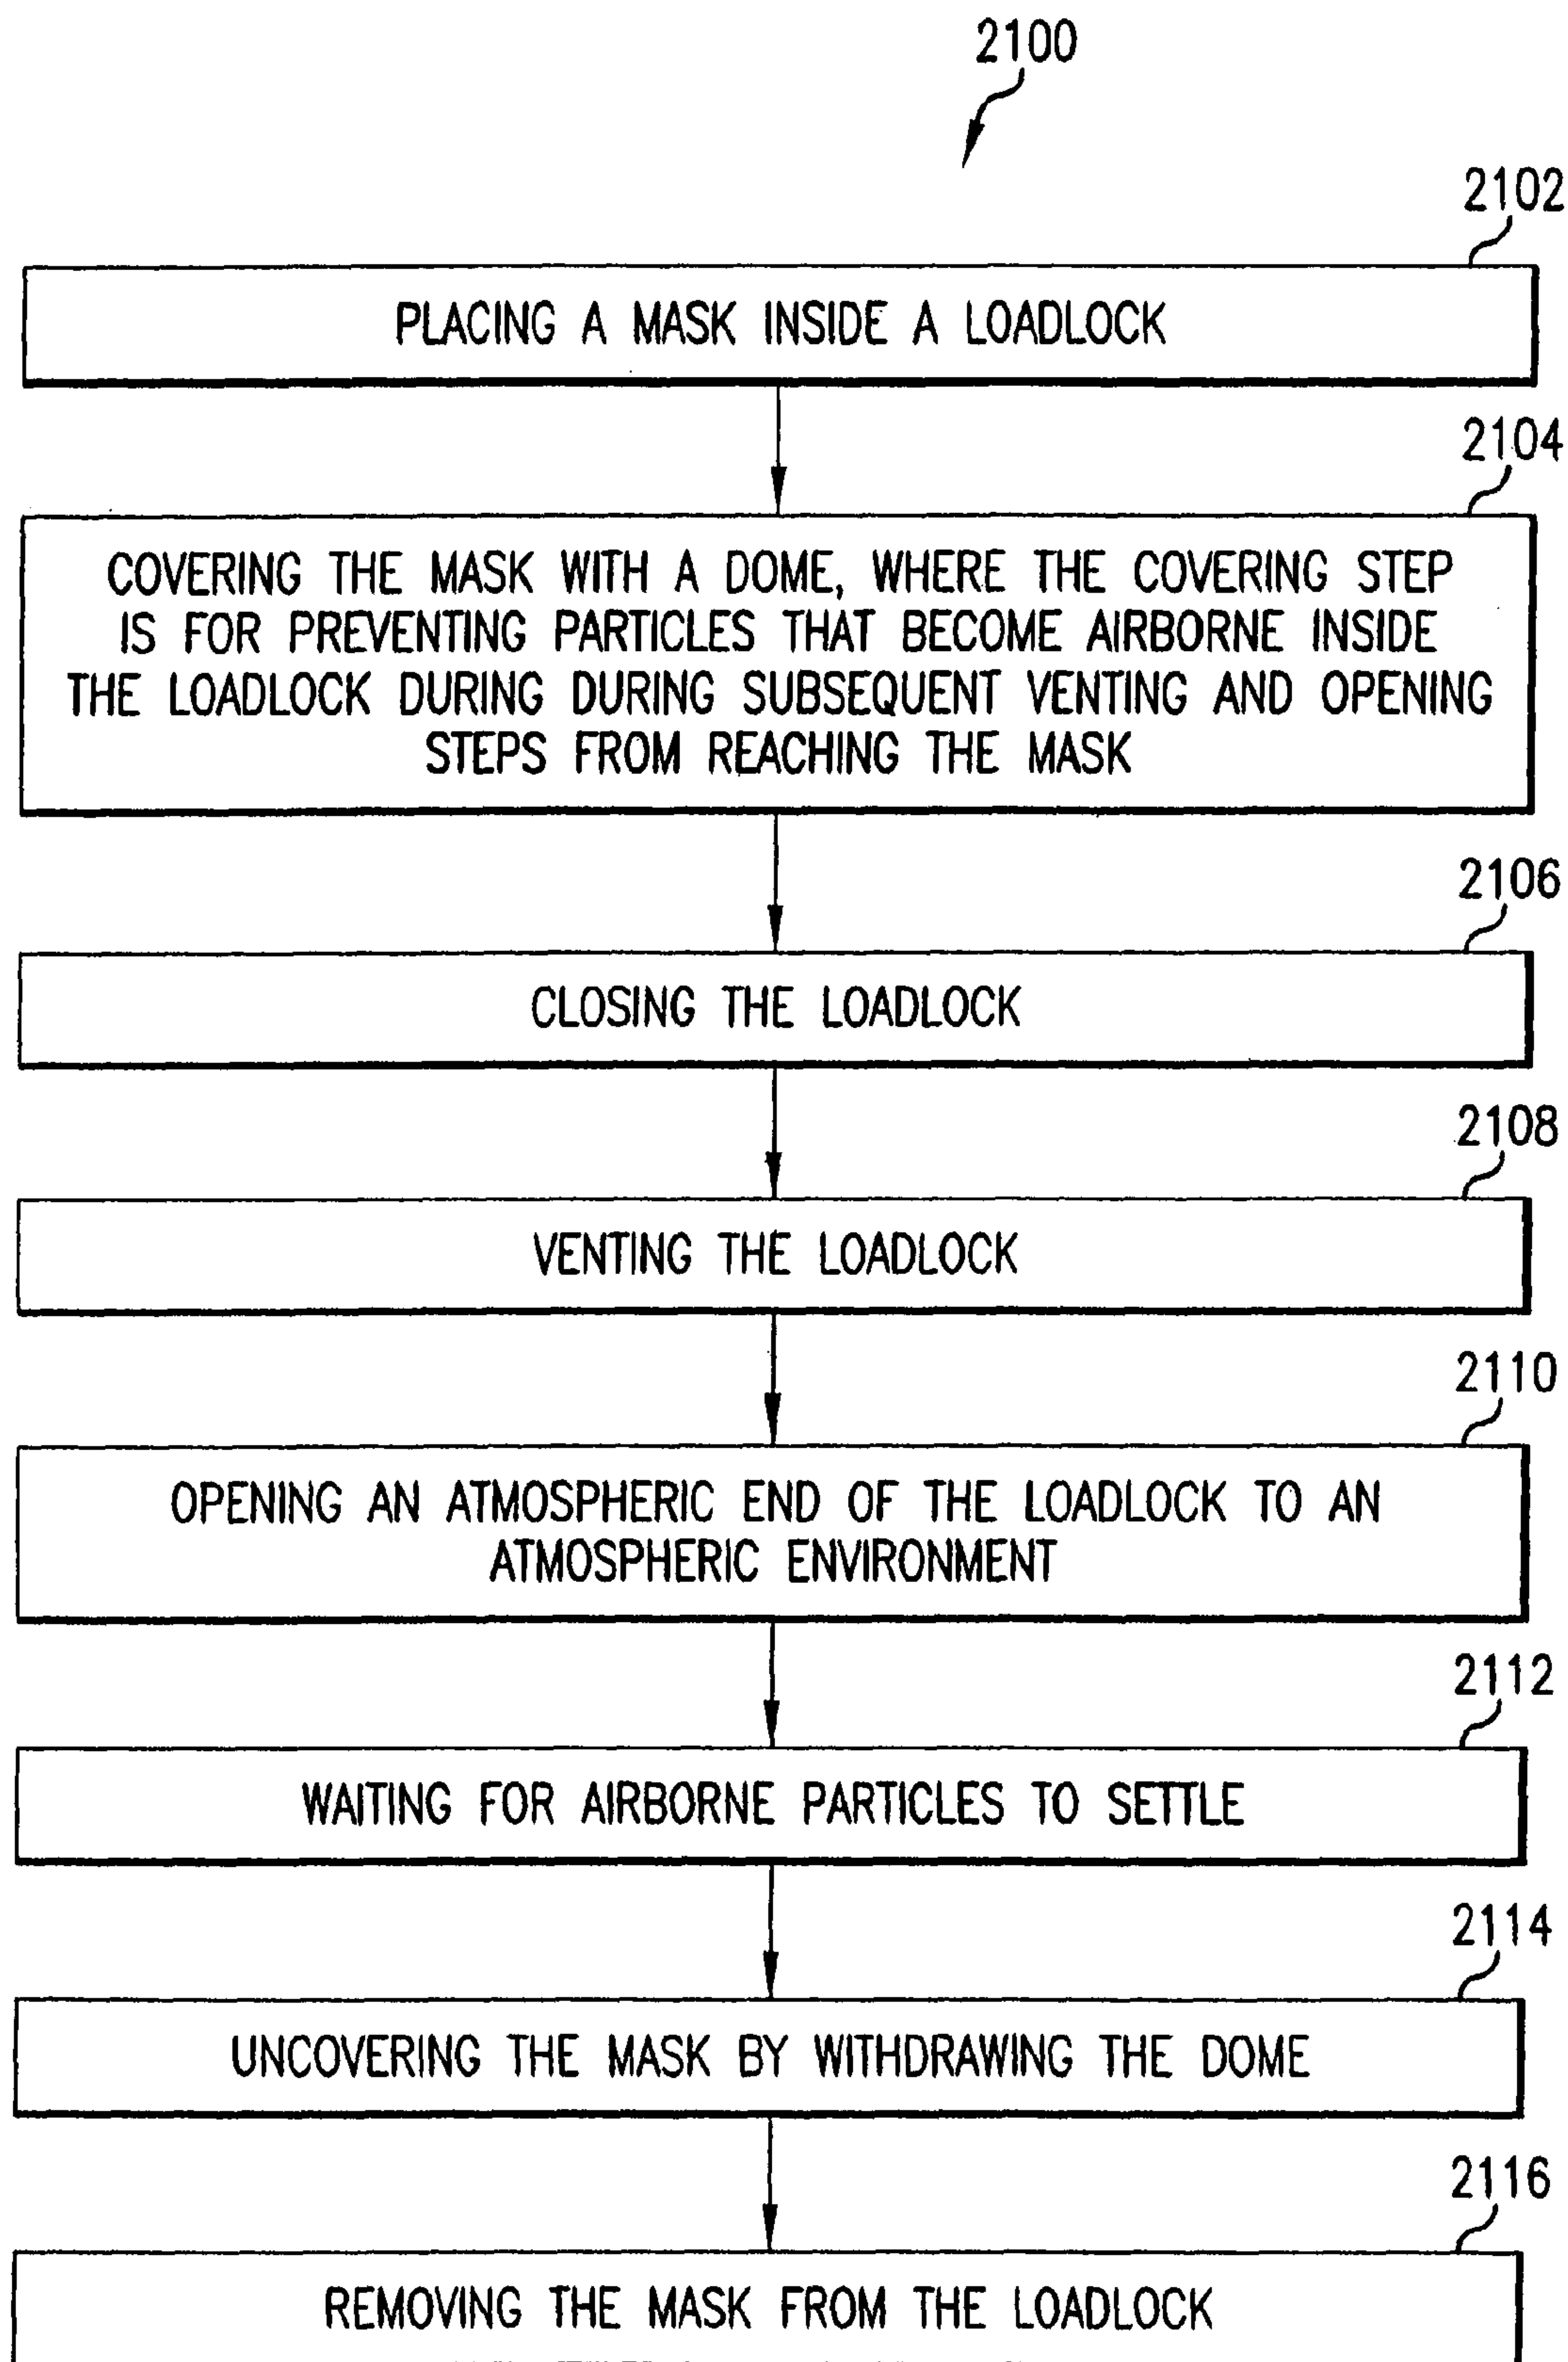 2100
2102
PLACING A MASK INSIDE A LOADLOCK
2104
COVERING THE MASK WITH A DOME, WHERE THE COVERING STEP
IS FOR PREVENTING PARTICLES THAT BECOME AIRBORNE INSIDE
THE LOADLOCK DURING DURING SUBSEQUENT VENTING AND OPENING
STEPS FROM REACHING THE MASK
2106
CLOSING THE LOADLOCK
2108
VENTING THE LOADLOCK
2110
OPENING AN ATMOSPHERIC END OF THE LOADLOCK TO AN
ATMOSPHERIC ENVIRONMENT
2112
WAITING FOR AIRBORNE PARTICLES TO SETTLE
2114
UNCOVERING THE MASK BY WITHDRAWING THE DOME
2116
REMOVING THE MASK FROM THE LOADLOCK